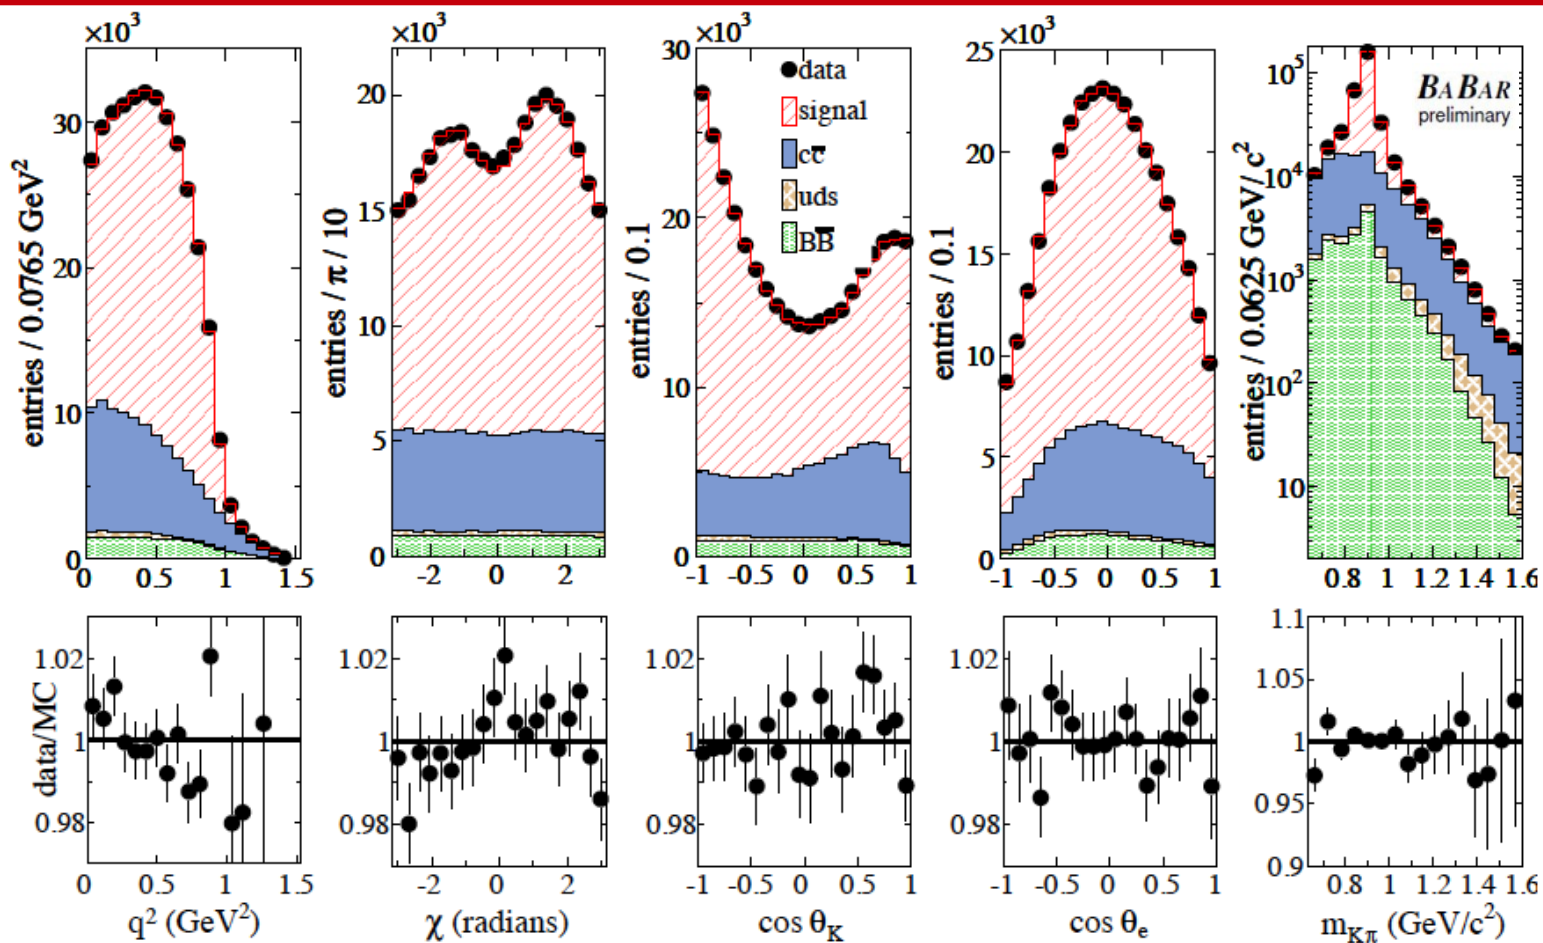 ×10³
×10³
×10³
×10³
entries / 0.0765 GeV²
30
20
10
0
0 0.5 1 1.5
entries / π / 10
20
15
10
5
0
-2 0 2
entries / 0.1
30
20
10
0
-1 -0.5 0 0.5 1
data
signal
cc̅
uds
BB̅
entries / 0.1
25
20
15
10
5
0
-1 -0.5 0 0.5 1
entries / 0.0625 GeV/c²
10⁵
10⁴
10³
10²
10
0.8 1 1.2 1.4 1.6
BABAR
preliminary
data/MC
1.02
1
0.98
0 0.5 1 1.5
q² (GeV²)
1.02
1
0.98
-2 0 2
χ (radians)
1.02
1
0.98
-1 -0.5 0 0.5 1
cos θ_K
1.02
1
0.98
-1 -0.5 0 0.5 1
cos θ_e
1.1
1.05
1
0.95
0.9
0.8 1 1.2 1.4 1.6
m_Kπ (GeV/c²)